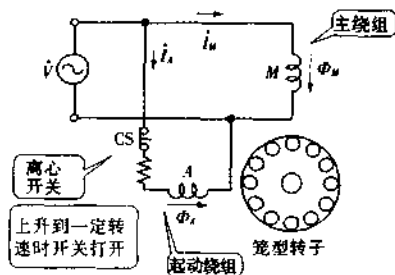 主绕组
İ_M
İ_A
V̇
M
Φ_M
CS
离心
开关
A
Φ_A
上升到一定转
速时开关打开
起动绕组
笼型转子